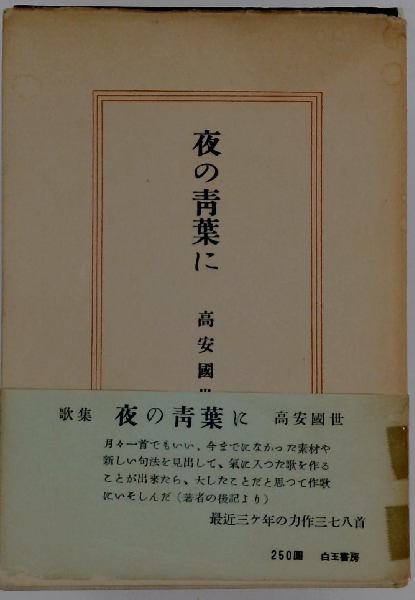 夜の青葉に
高安國世
歌集 夜の青葉に 高安國世
月々一首でもいい、今までになかった素材や
新しい句法を見出して、氣に入つた歌を作る
ことが出来たら、大したことだと思つて作歌
にいそしんだ（著者の後記より）
最近三ケ年の力作三七八首
250圓 白玉書房